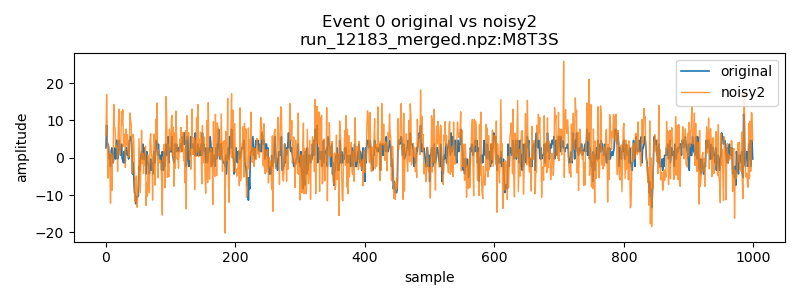 Event 0 original vs noisy2
run_12183_merged.npz:M8T3S
original
noisy2
amplitude
20
10
0
−10
−20
0
200
400
600
800
1000
sample